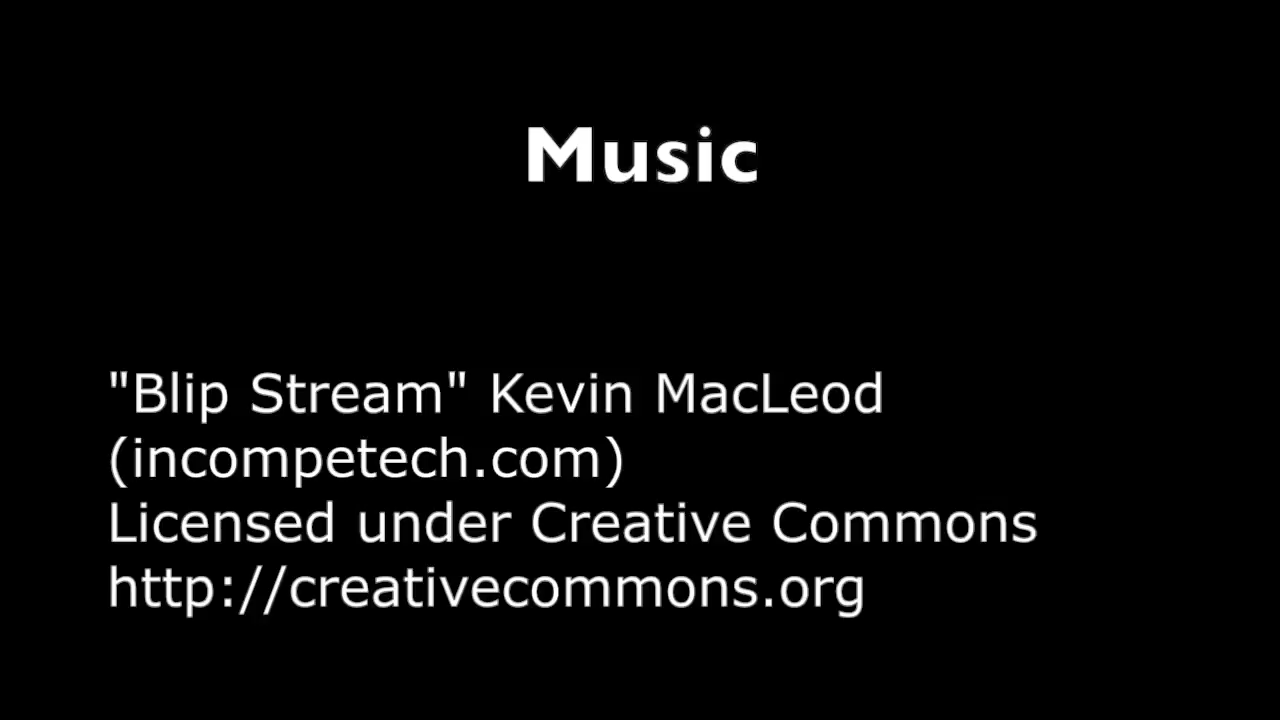 Music
"Blip Stream" Kevin MacLeod
(incompetech.com)
Licensed under Creative Commons
http://creativecommons.org